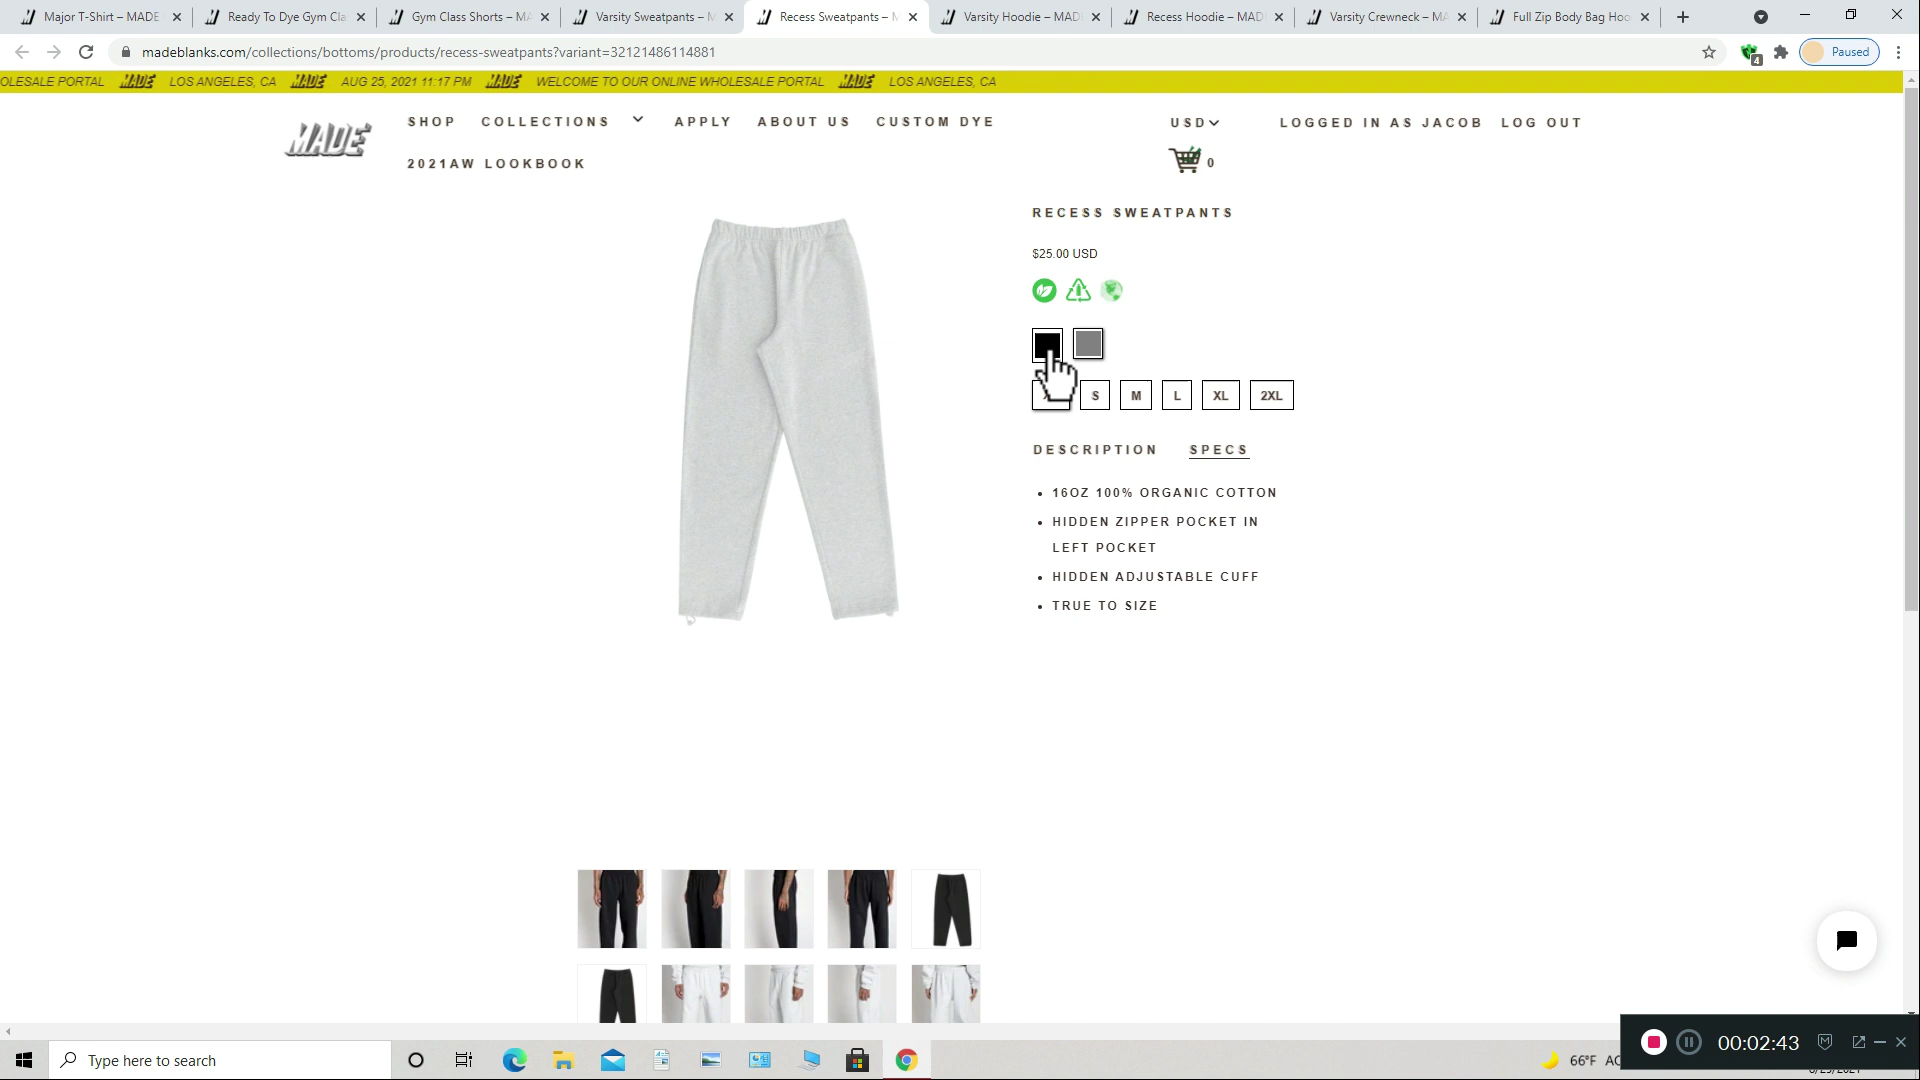 Major T-Shirt – MADE
Ready To Dye Gym Cla
Gym Class Shorts – MA
Varsity Sweatpants – M
Recess Sweatpants – M
Varsity Hoodie – MAD
Recess Hoodie – MAD
Varsity Crewneck – MA
Full Zip Body Bag Hoo
madeblanks.com/collections/bottoms/products/recess-sweatpants?variant=32121486114881
4
Paused
OLESALE PORTAL MADE LOS ANGELES, CA MADE AUG 25, 2021 11:17 PM MADE WELCOME TO OUR ONLINE WHOLESALE PORTAL MADE LOS ANGELES, CA
MADE
SHOP COLLECTIONS APPLY ABOUT US CUSTOM DYE
2021AW LOOKBOOK
USD
0
LOGGED IN AS JACOB LOG OUT
RECESS SWEATPANTS
$25.00 USD
S M L XL 2XL
DESCRIPTION SPECS
• 16OZ 100% ORGANIC COTTON
• HIDDEN ZIPPER POCKET IN
LEFT POCKET
• HIDDEN ADJUSTABLE CUFF
• TRUE TO SIZE
00:02:43
Type here to search
66°F